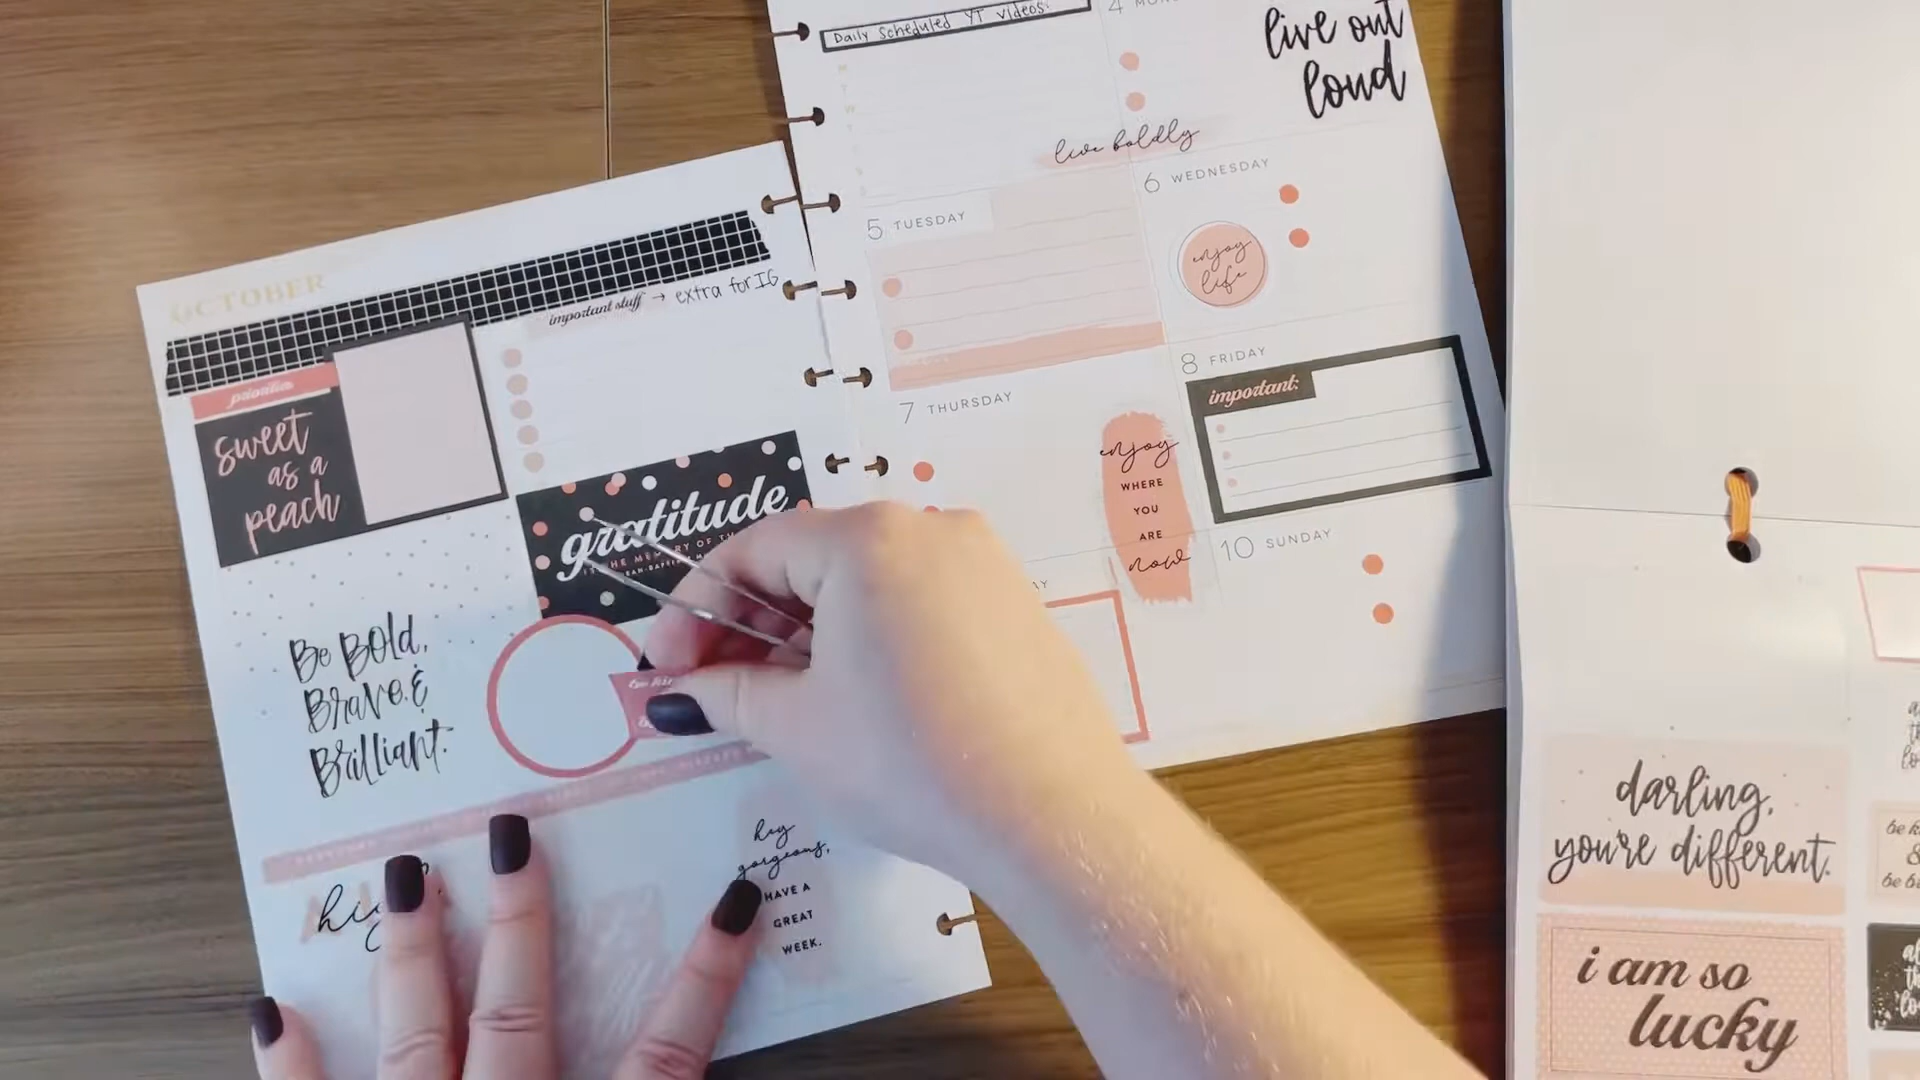 Daily Scheduled YT videos:
4
live out
loud
live boldly
5 TUESDAY
6 WEDNESDAY
enjoy
life
7 THURSDAY
enjoy
WHERE
YOU
ARE
now
8 FRIDAY
important:
10 SUNDAY
OCTOBER
important stuff → extra for IG
priorities
sweet
as a
peach
gratitude
Be Bold,
Brave &
Brilliant.
hey
gorgeous,
HAVE A
GREAT
WEEK.
darling,
you're different.
i am so
lucky